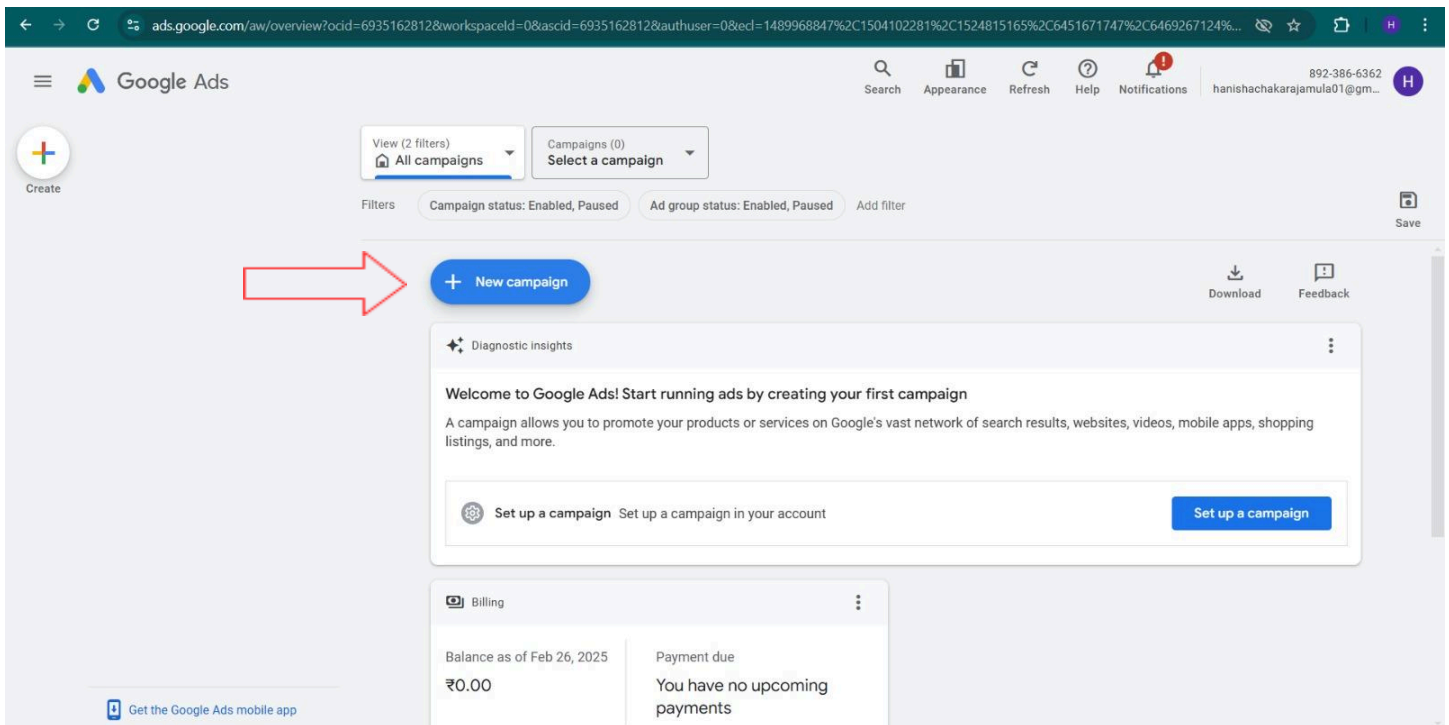 ads.google.com/aw/overview?ocid=6935162812&workspaceId=0&ascid=6935162812&authuser=0&ecl=1489968847%2C1504102281%2C1524815165%2C6451671747%2C6469267124%...
H
Google Ads
Search
Appearance
Refresh
Help
Notifications
892-386-6362
hanishachakarajamula01@gm...
H
Create
View (2 filters)
All campaigns
Campaigns (0)
Select a campaign
Filters
Campaign status: Enabled, Paused
Ad group status: Enabled, Paused
Add filter
Save
New campaign
Download
Feedback
Diagnostic insights
Welcome to Google Ads! Start running ads by creating your first campaign
A campaign allows you to promote your products or services on Google's vast network of search results, websites, videos, mobile apps, shopping
listings, and more.
Set up a campaign Set up a campaign in your account
Set up a campaign
Billing
Balance as of Feb 26, 2025
₹0.00
Payment due
You have no upcoming
payments
Get the Google Ads mobile app